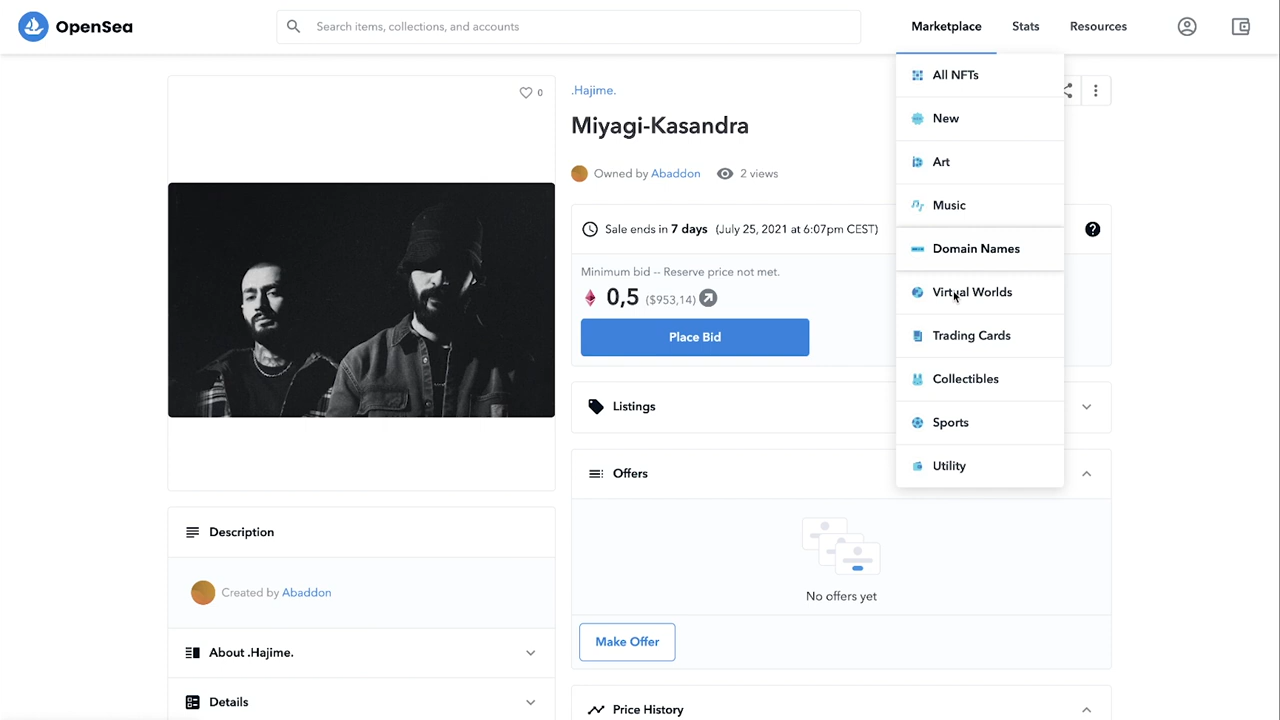 OpenSea
Search items, collections, and accounts
Marketplace
Stats
Resources
All NFTs
New
Art
Music
Domain Names
Virtual Worlds
Trading Cards
Collectibles
Sports
Utility
0
.Hajime.
Miyagi-Kasandra
Owned by Abaddon
2 views
Sale ends in 7 days (July 25, 2021 at 6:07pm CEST)
Minimum bid -- Reserve price not met.
0,5 ($953,14)
Place Bid
Listings
Offers
No offers yet
Make Offer
Price History
Description
Created by Abaddon
About .Hajime.
Details